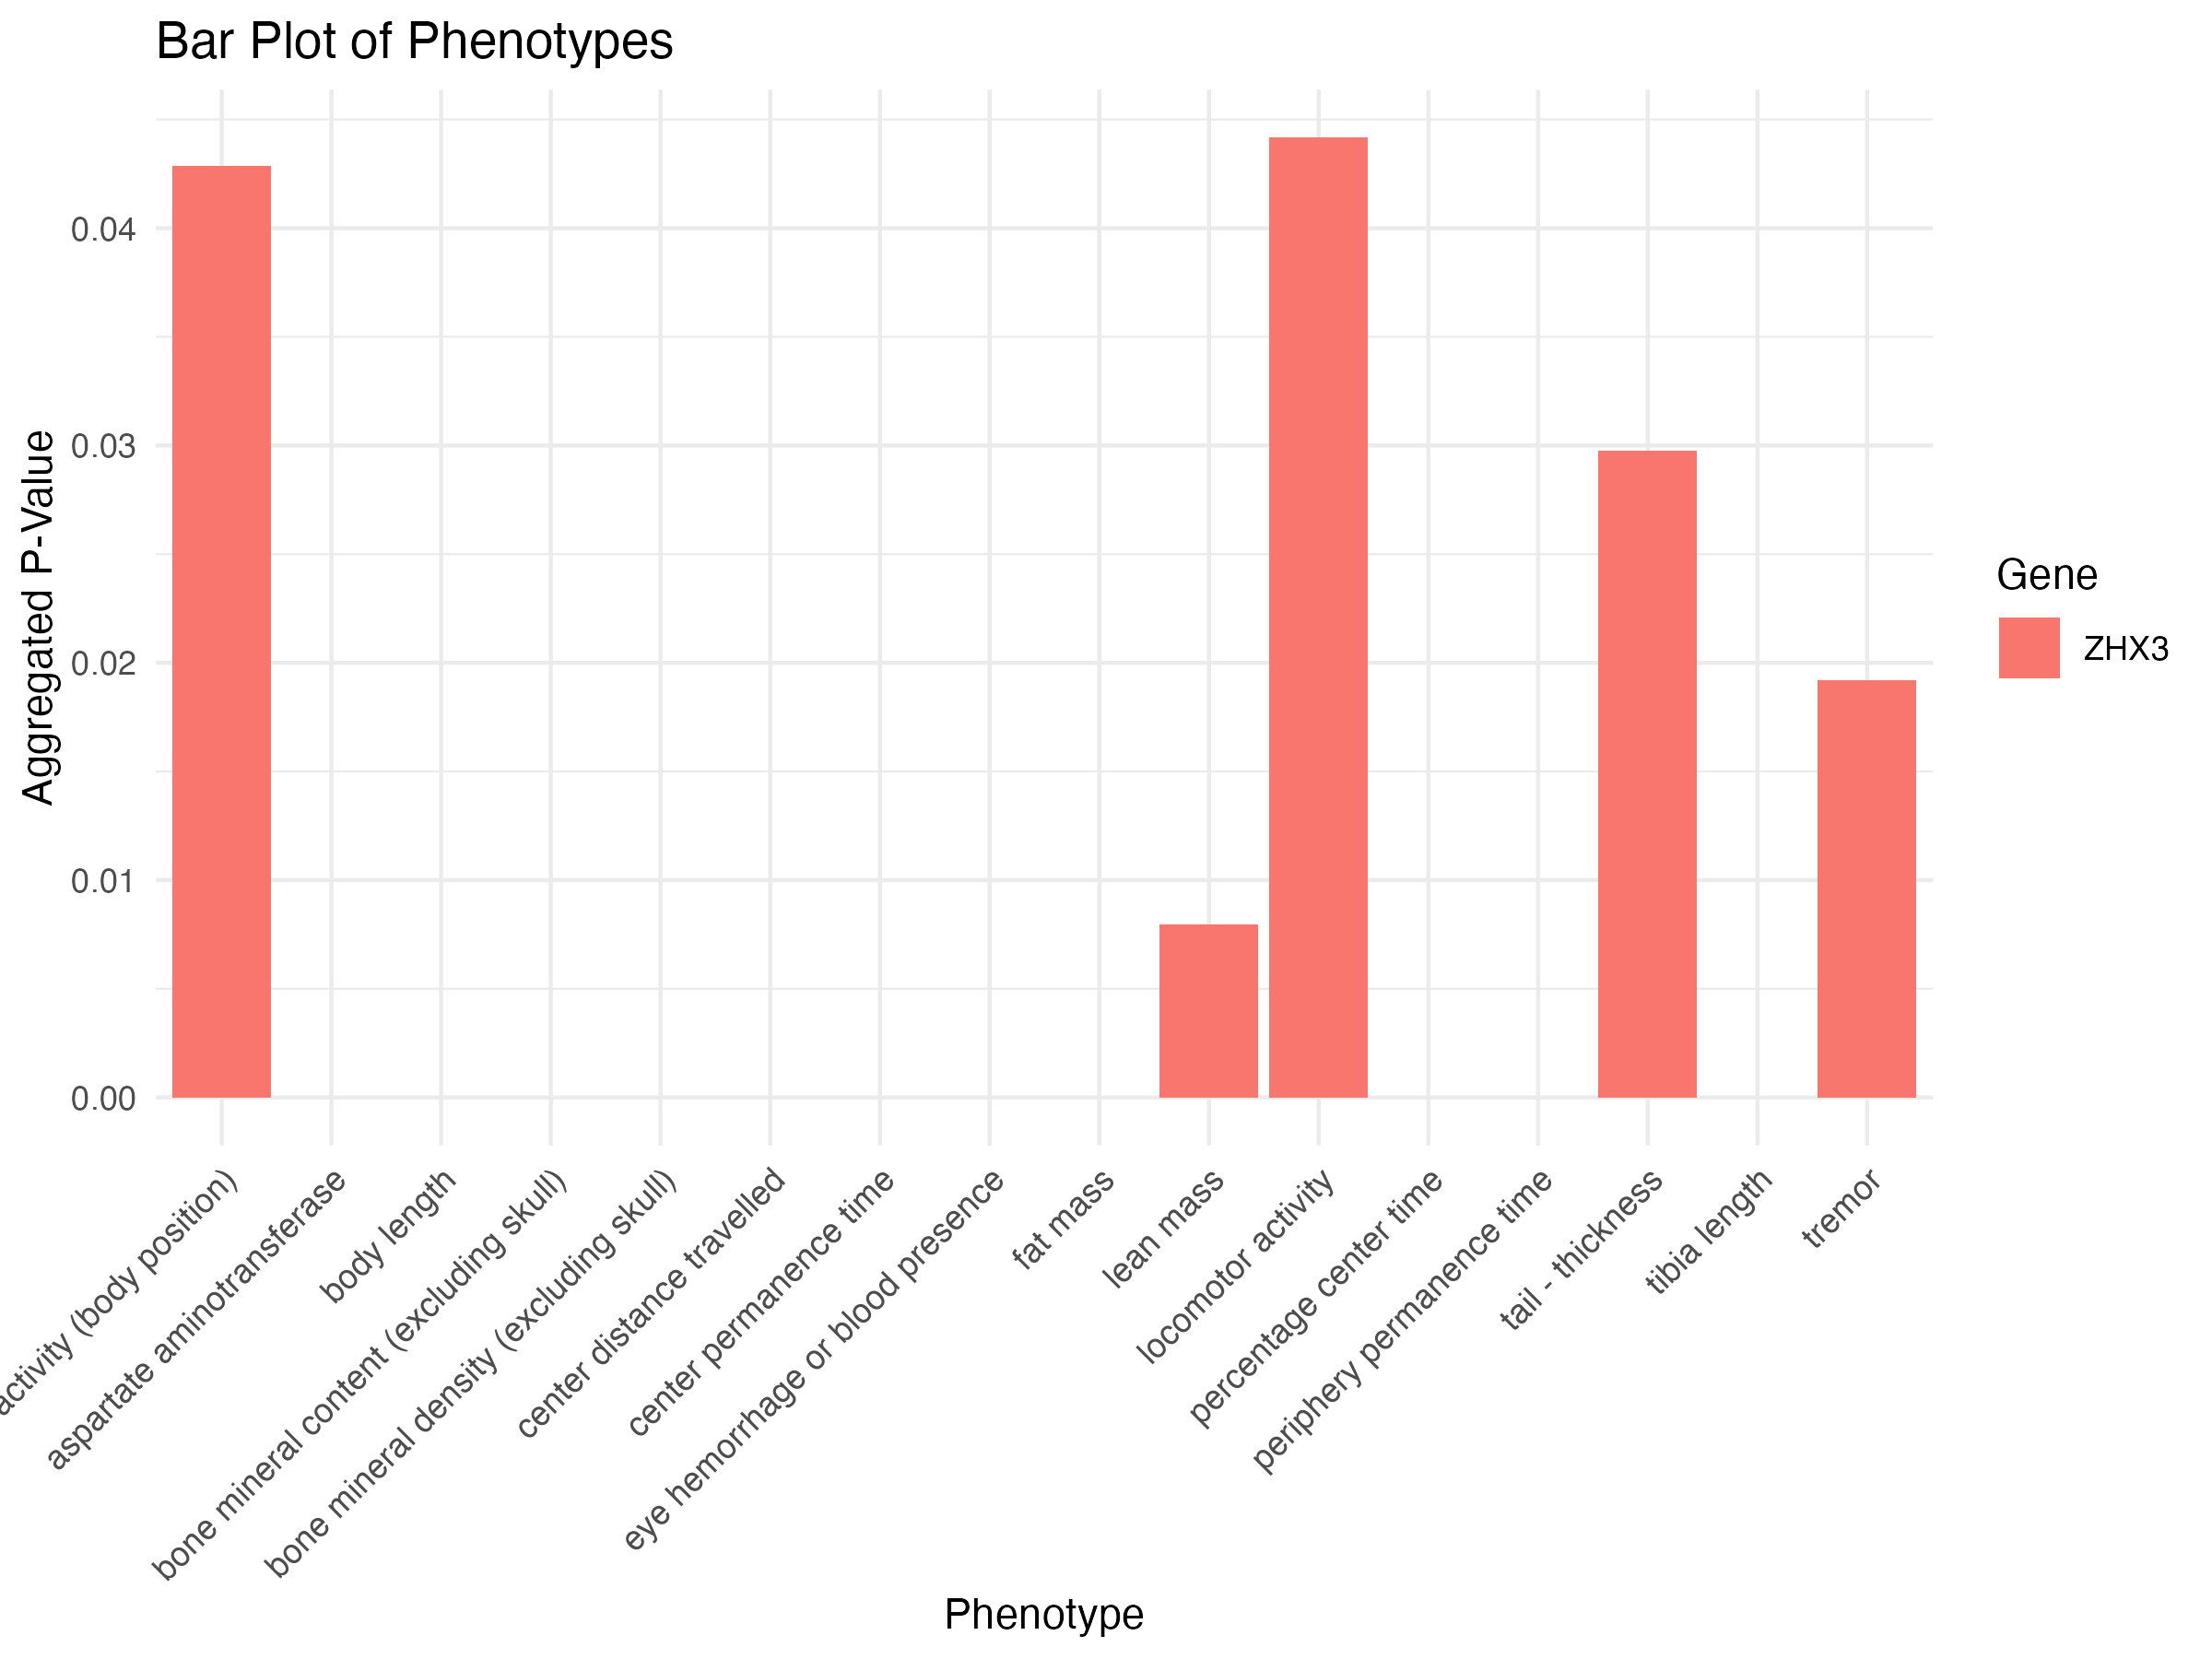 Bar Plot of Phenotypes
Aggregated P-Value
0.04
0.03
0.02
0.01
0.00
activity (body position)
aspartate aminotransferase
body length
bone mineral content (excluding skull)
bone mineral density (excluding skull)
center distance travelled
center permanence time
eye hemorrhage or blood presence
fat mass
lean mass
locomotor activity
percentage center time
periphery permanence time
tail - thickness
tibia length
tremor
Phenotype
Gene
ZHX3